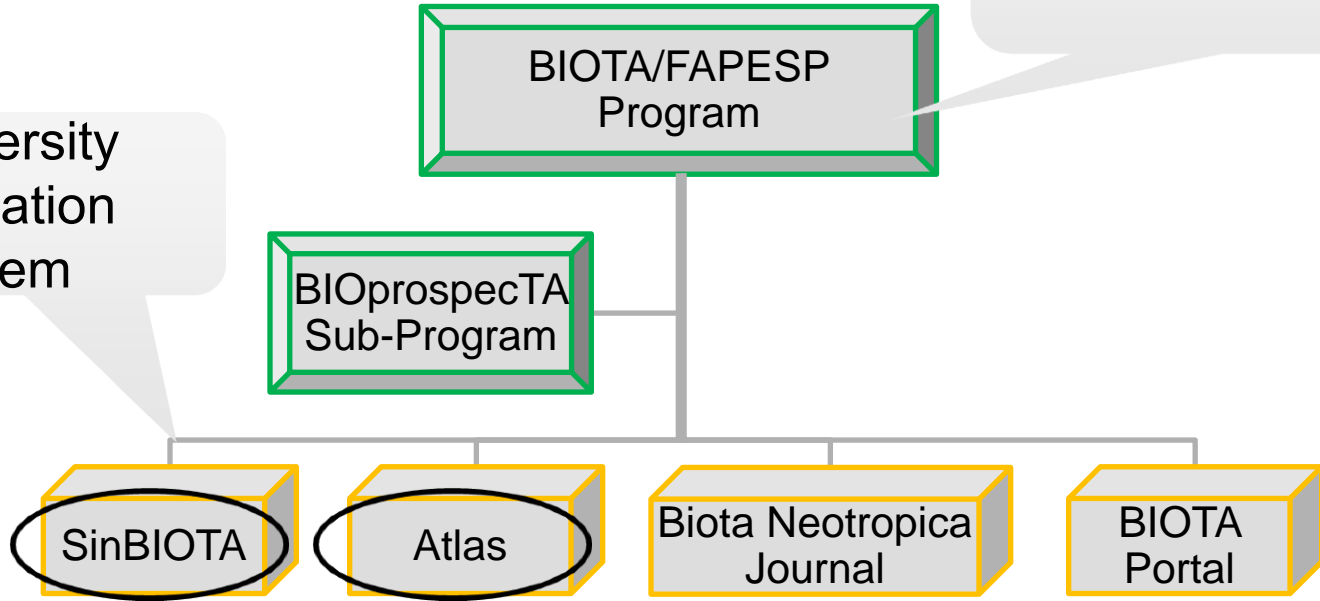 BIOTA/FAPESP
Program
ersity
ation
em
BIOprospecTA
Sub-Program
SinBIOTA
Atlas
Biota Neotropica
Journal
BIOTA
Portal